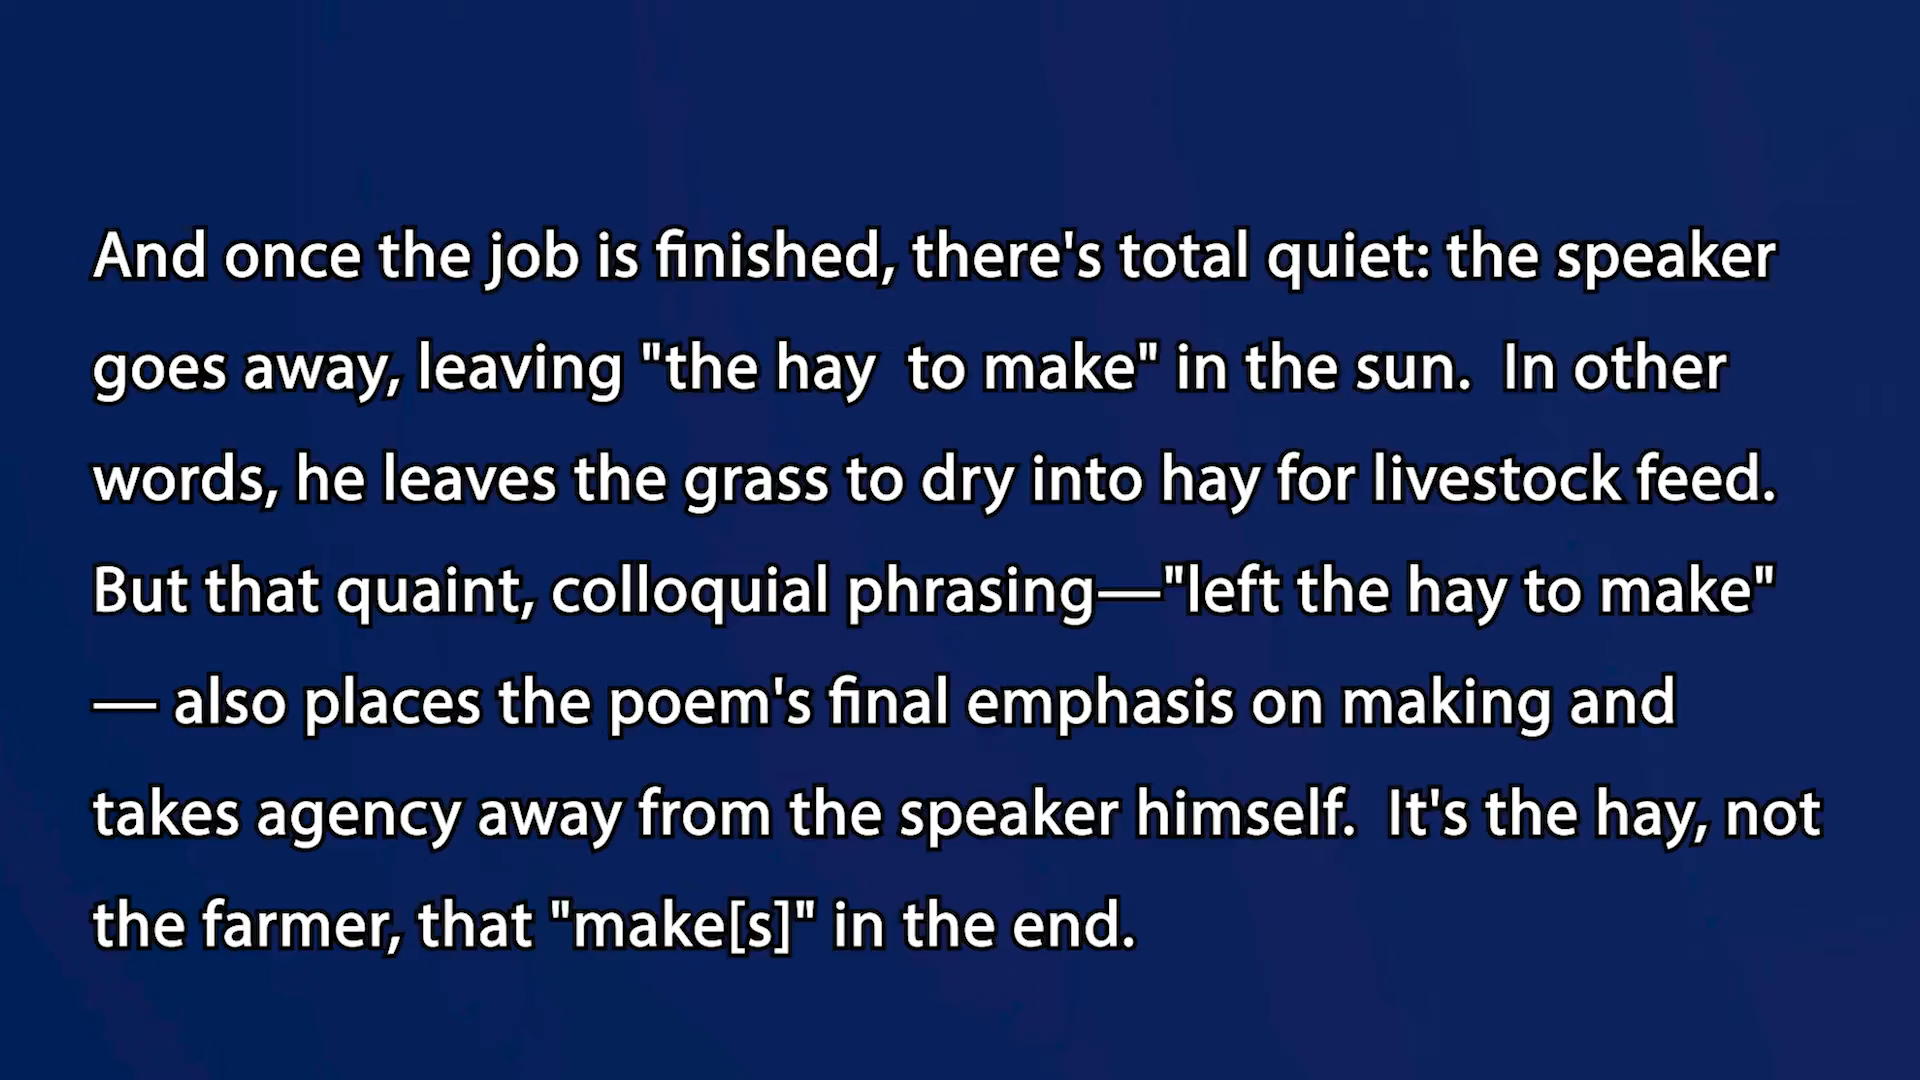 And once the job is finished, there's total quiet: the speaker
goes away, leaving "the hay  to make" in the sun.  In other
words, he leaves the grass to dry into hay for livestock feed.
But that quaint, colloquial phrasing—"left the hay to make"
— also places the poem's final emphasis on making and
takes agency away from the speaker himself.  It's the hay, not
the farmer, that "make[s]" in the end.